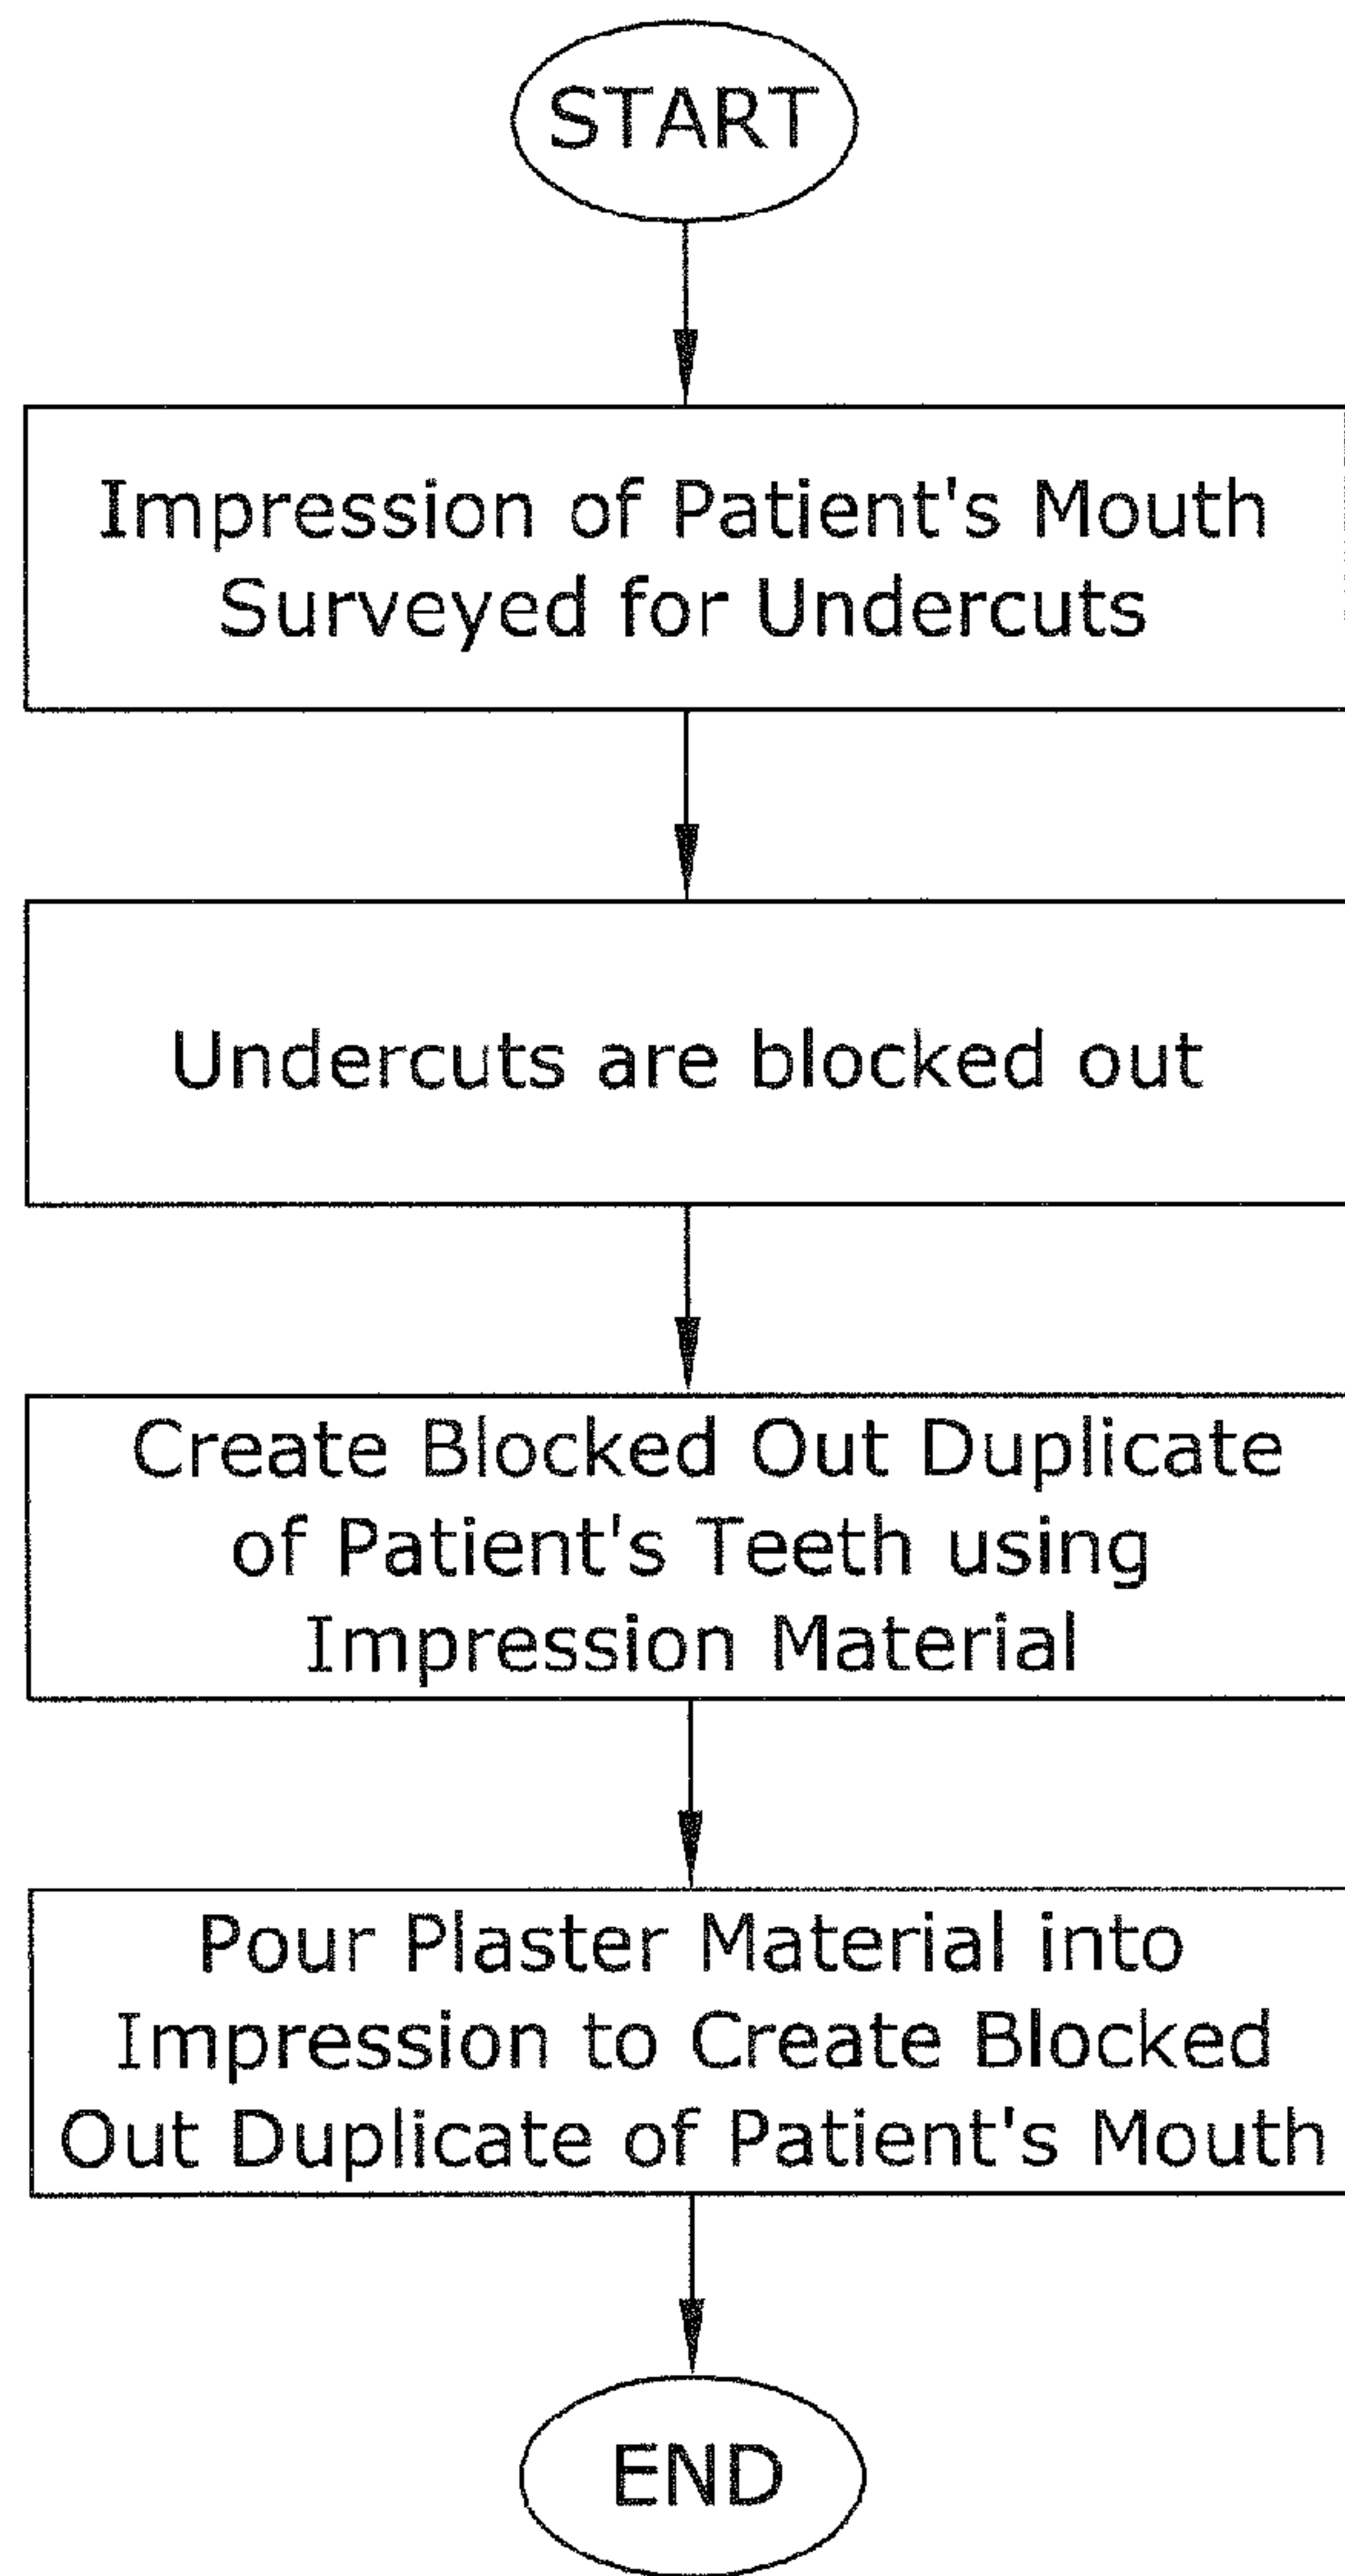 START
Impression of Patient's Mouth
Surveyed for Undercuts
Undercuts are blocked out
Create Blocked Out Duplicate
of Patient's Teeth using
Impression Material
Pour Plaster Material into
Impression to Create Blocked
Out Duplicate of Patient's Mouth
END